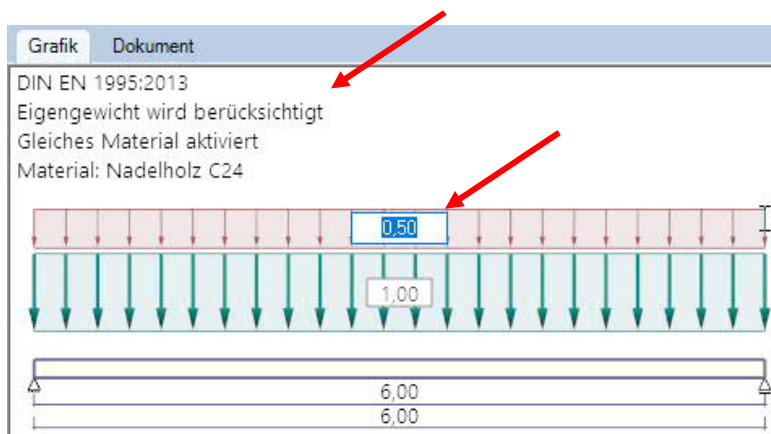 Grafik Dokument
DIN EN 1995:2013
Eigengewicht wird berücksichtigt
Gleiches Material aktiviert
Material: Nadelholz C24
0,50
1,00
6,00
6,00